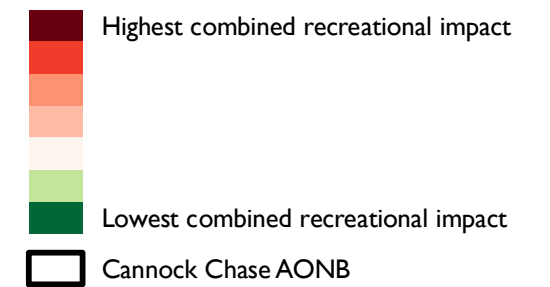 Highest combined recreational impact
Lowest combined recreational impact
Cannock Chase AONB